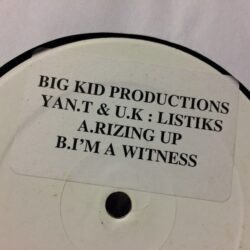 BIG KID PRODUCTIONS
YAN.T & U.K : LISTIKS
A.RIZING UP
B.I'M A WITNESS